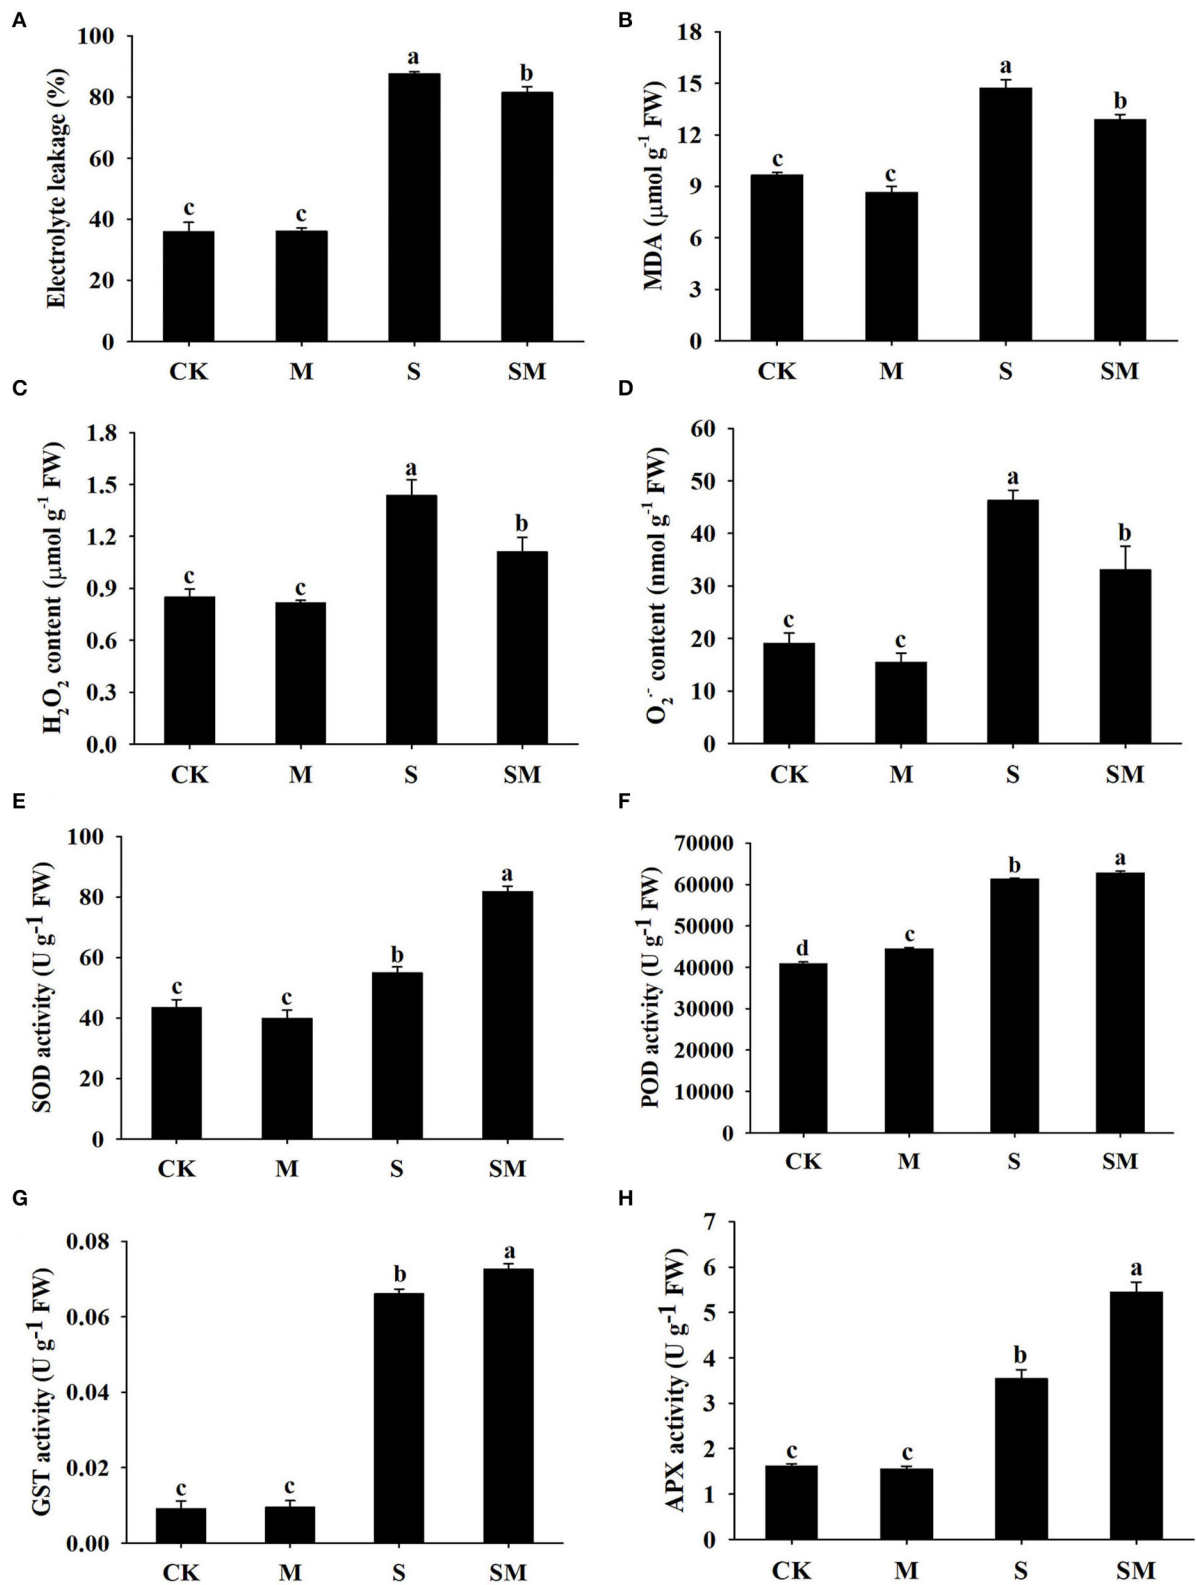 A
Electrolyte leakage (%)
100
80
60
40
20
0
c
c
a
b
CK M S SM
B
MDA (μmol g-1 FW)
18
15
12
9
6
3
0
c
c
a
b
CK M S SM
C
H2O2 content (μmol g-1 FW)
1.8
1.5
1.2
0.9
0.6
0.3
0.0
c
c
a
b
CK M S SM
D
O2·- content (nmol g-1 FW)
60
50
40
30
20
10
0
c
c
a
b
CK M S SM
E
SOD activity (U g-1 FW)
100
80
60
40
20
0
c
c
b
a
CK M S SM
F
POD activity (U g-1 FW)
70000
60000
50000
40000
30000
20000
10000
0
d
c
b
a
CK M S SM
G
GST activity (U g-1 FW)
0.08
0.06
0.04
0.02
0.00
c
c
b
a
CK M S SM
H
APX activity (U g-1 FW)
7
6
5
4
3
2
1
0
c
c
b
a
CK M S SM